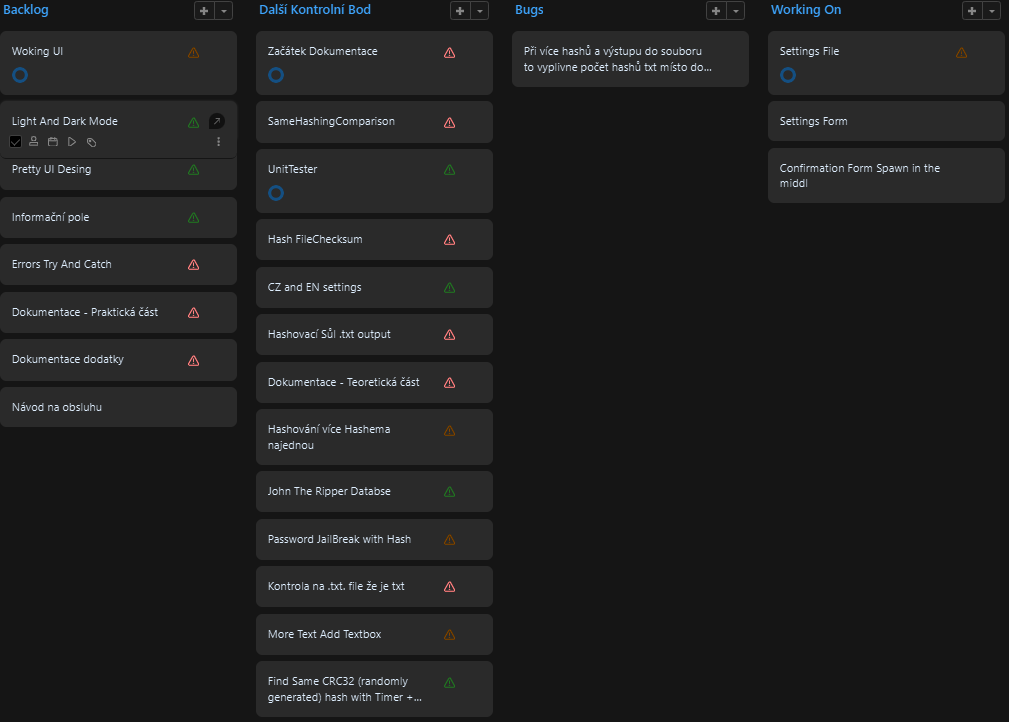 Backlog
Woking UI
Light And Dark Mode
Pretty UI Desing
Informační pole
Errors Try And Catch
Dokumentace - Praktická část
Dokumentace dodatky
Návod na obsluhu
Další Kontrolní Bod
Začátek Dokumentace
SameHashingComparison
UnitTester
Hash FileChecksum
CZ and EN settings
Hashovací Sůl .txt output
Dokumentace - Teoretická část
Hashování více Hashema
najednou
John The Ripper Databse
Password JailBreak with Hash
Kontrola na .txt. file že je txt
More Text Add Textbox
Find Same CRC32 (randomly
generated) hash with Timer +...
Bugs
Při více hashů a výstupu do souboru
to vyplivne počet hashů txt místo do...
Working On
Settings File
Settings Form
Confirmation Form Spawn in the
middl